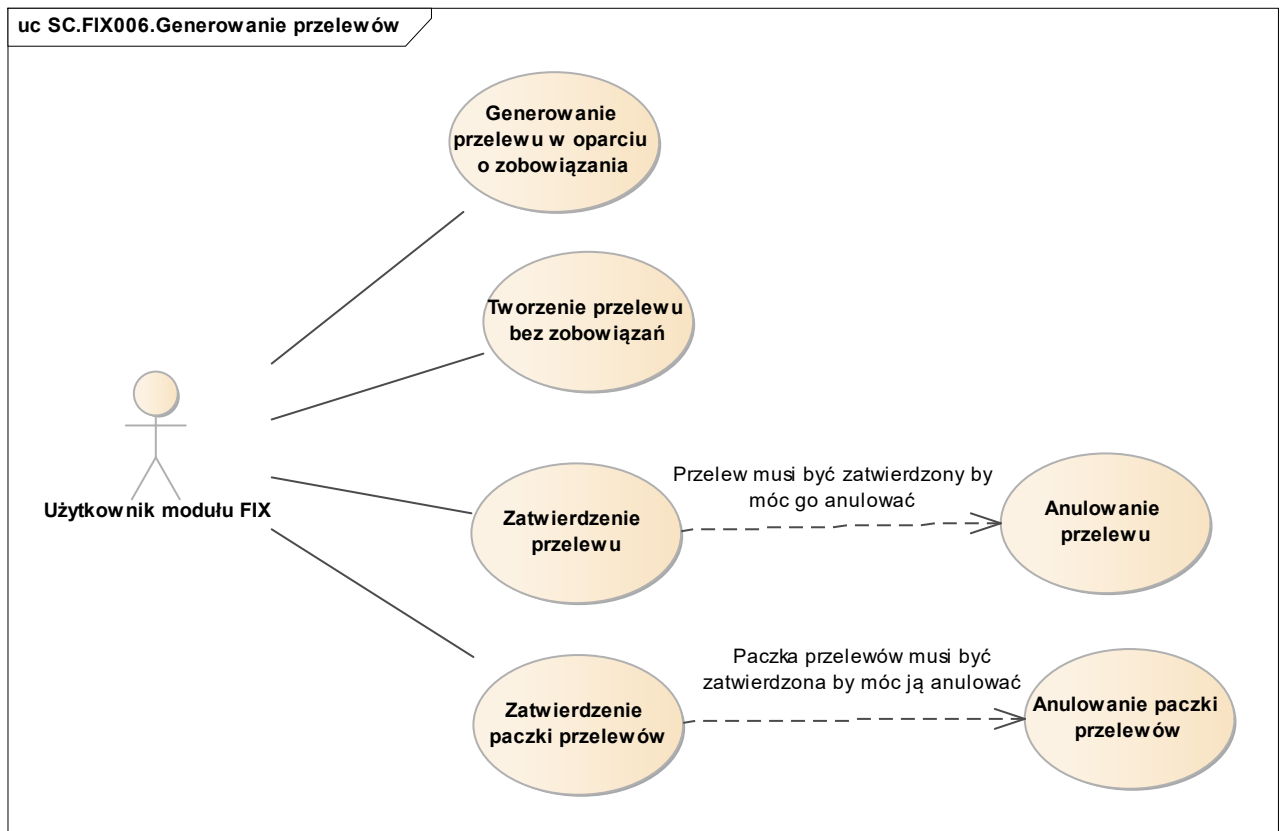 uc SC.FIX006.Generowanie przelewów
Generowanie
przelewu w oparciu
o zobowiązania
Tworzenie przelewu
bez zobowiązań
Użytkownik modułu FIX
Zatwierdzenie
przelewu
Przelew musi być zatwierdzony by
móc go anulować
Anulowanie
przelewu
Zatwierdzenie
paczki przelewów
Paczka przelewów musi być
zatwierdzona by móc ją anulować
Anulowanie paczki
przelewów